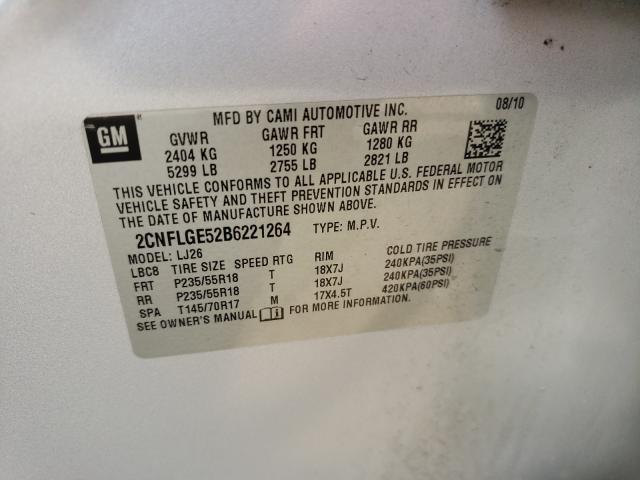 GM
MFD BY CAMI AUTOMOTIVE INC. 08/10
GVWR GAWR FRT GAWR RR
2404 KG 1250 KG 1280 KG
5299 LB 2755 LB 2821 LB
THIS VEHICLE CONFORMS TO ALL APPLICABLE U.S. FEDERAL MOTOR
VEHICLE SAFETY AND THEFT PREVENTION STANDARDS IN EFFECT ON
THE DATE OF MANUFACTURE SHOWN ABOVE.
2CNFLGE52B6221264 TYPE: M.P.V.
MODEL: LJ26
LBC8 TIRE SIZE SPEED RTG RIM COLD TIRE PRESSURE
FRT P235/55R18 T 18X7J 240KPA(35PSI)
RR P235/55R18 T 18X7J 240KPA(35PSI)
SPA T145/70R17 M 17X4.5T 420KPA(60PSI)
SEE OWNER'S MANUAL FOR MORE INFORMATION.